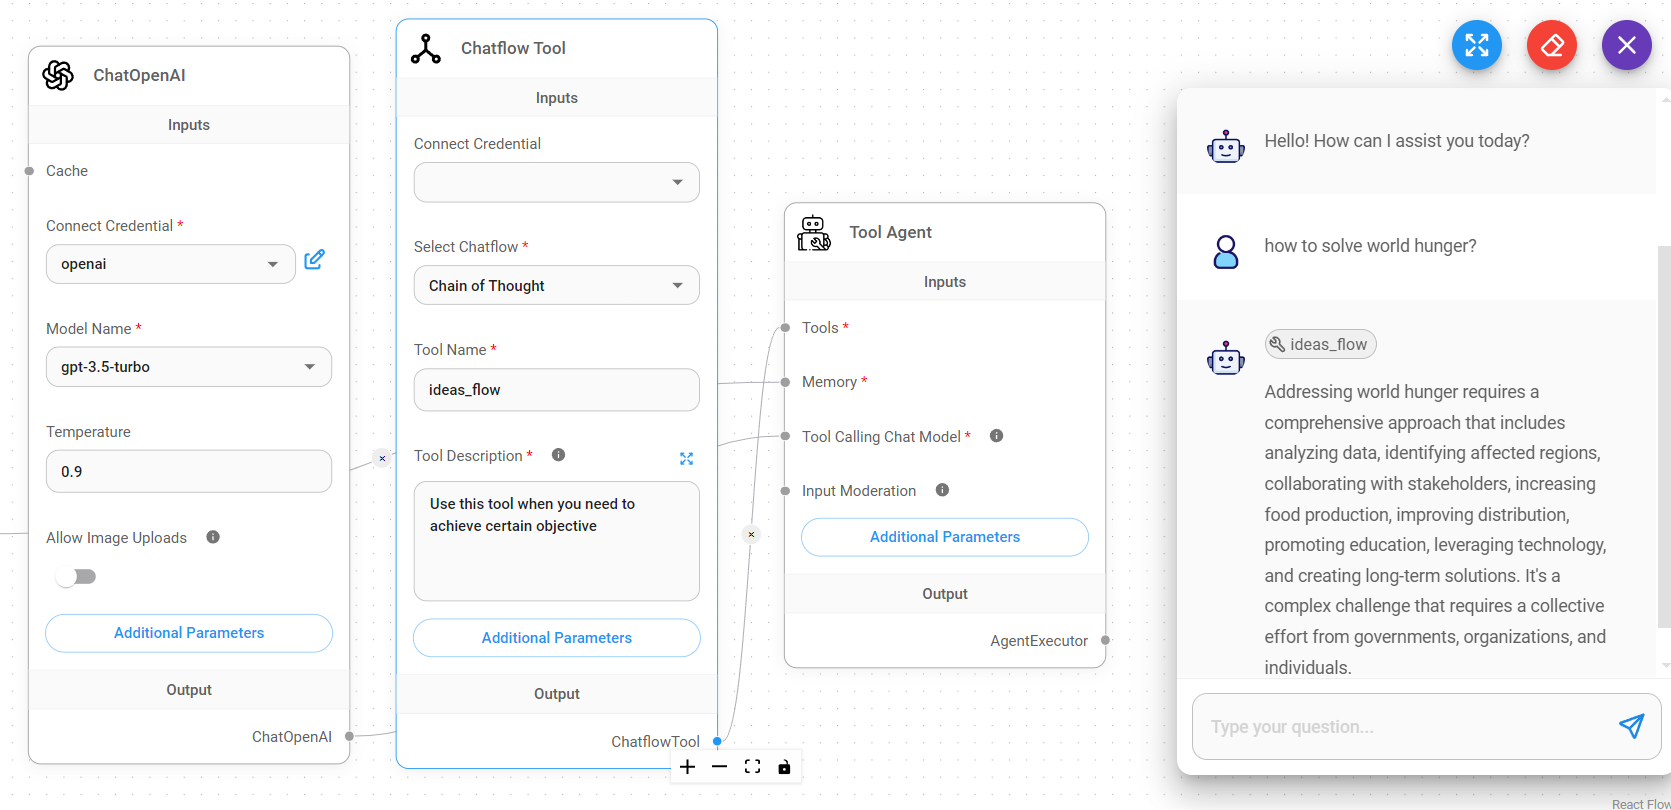 ChatOpenAI
Inputs
Cache
Connect Credential *
openai
Model Name *
gpt-3.5-turbo
Temperature
0.9
Allow Image Uploads
Additional Parameters
Output
ChatOpenAI
Chatflow Tool
Inputs
Connect Credential
Select Chatflow *
Chain of Thought
Tool Name *
ideas_flow
Tool Description *
Use this tool when you need to
achieve certain objective
Additional Parameters
Output
ChatflowTool
Tool Agent
Inputs
Tools *
Memory *
Tool Calling Chat Model *
Input Moderation
Additional Parameters
Output
AgentExecutor
Hello! How can I assist you today?
how to solve world hunger?
ideas_flow
Addressing world hunger requires a
comprehensive approach that includes
analyzing data, identifying affected regions,
collaborating with stakeholders, increasing
food production, improving distribution,
promoting education, leveraging technology,
and creating long-term solutions. It's a
complex challenge that requires a collective
effort from governments, organizations, and
individuals.
Type your question...
React Flow